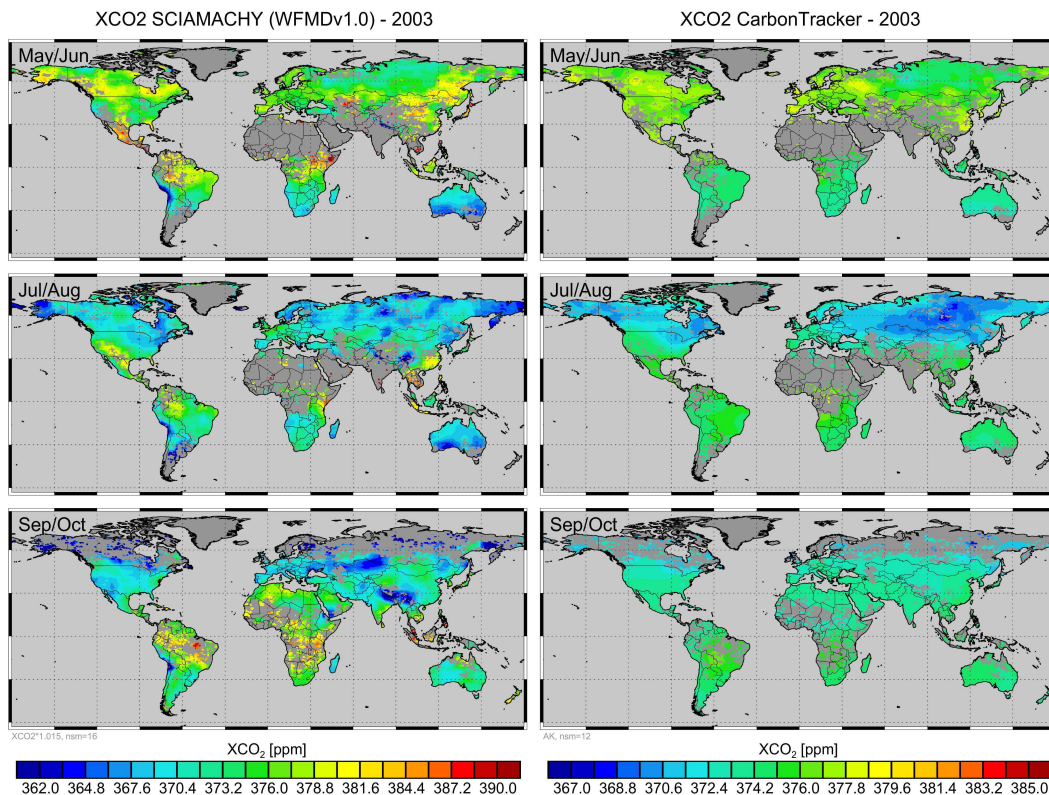 XCO2 SCIAMACHY (WFMDv1.0) - 2003
XCO2 CarbonTracker - 2003
May/Jun
May/Jun
Jul/Aug
Jul/Aug
Sep/Oct
Sep/Oct
XCO2*1.015, nsm=16
AK, nsm=12
XCO₂ [ppm]
XCO₂ [ppm]
362.0 364.8 367.6 370.4 373.2 376.0 378.8 381.6 384.4 387.2 390.0
367.0 368.8 370.6 372.4 374.2 376.0 377.8 379.6 381.4 383.2 385.0